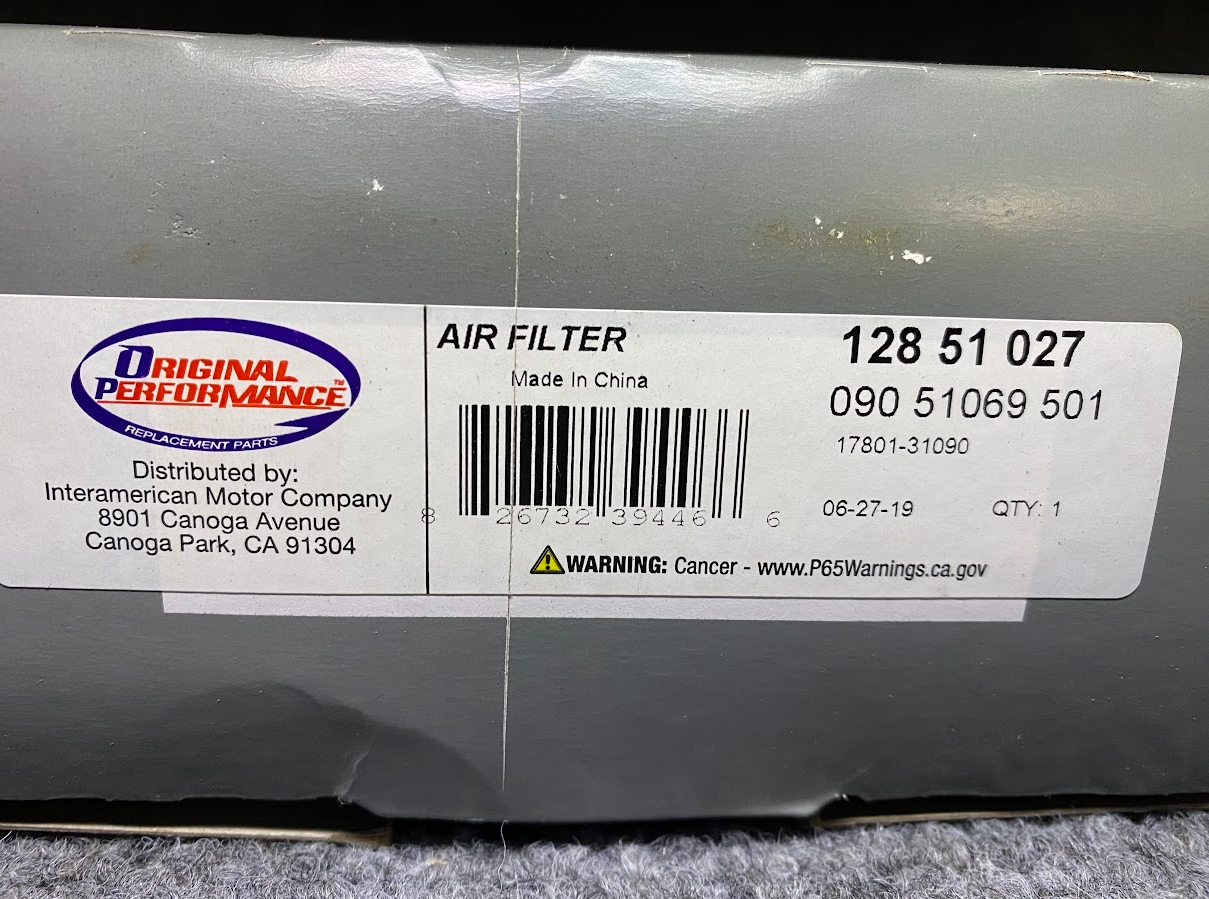 ORIGINAL
PERFORMANCE™
REPLACEMENT PARTS
Distributed by:
Interamerican Motor Company
8901 Canoga Avenue
Canoga Park, CA 91304
AIR FILTER
Made In China
8 26732 39446 6
128 51 027
090 51069 501
17801-31090
06-27-19 QTY: 1
WARNING: Cancer - www.P65Warnings.ca.gov